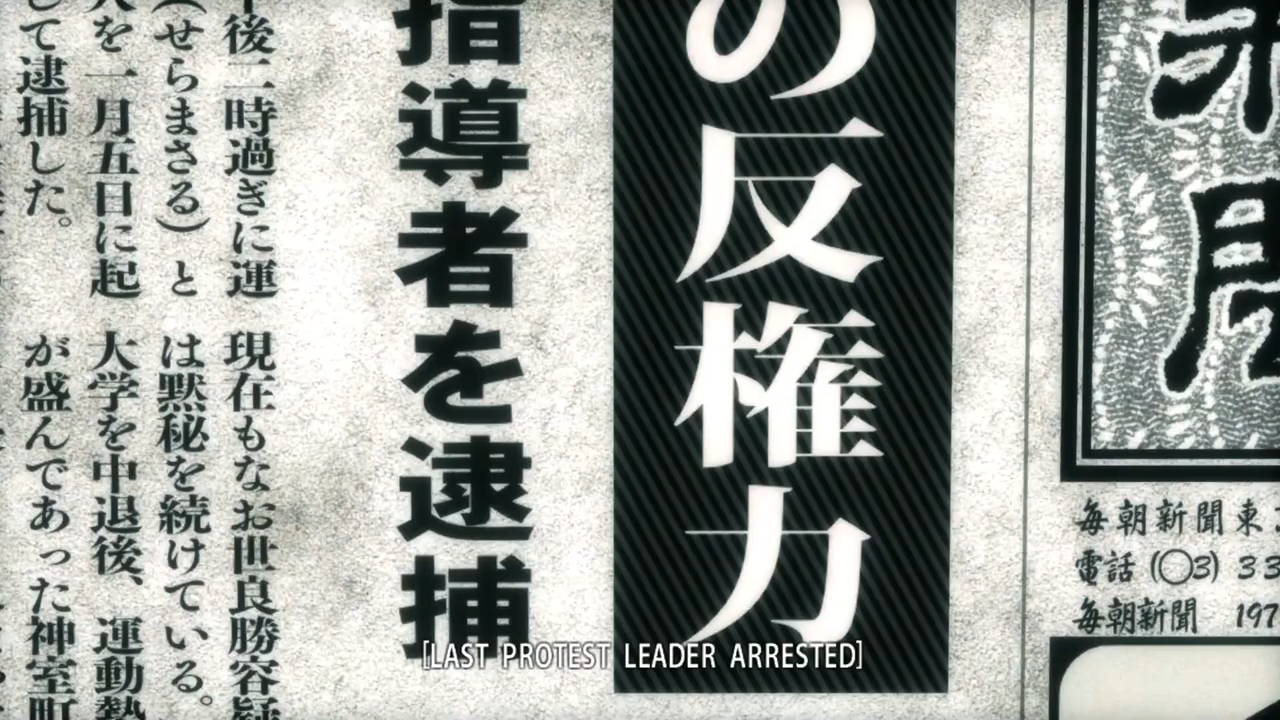 毎朝新聞東
電話(〇3)33
毎朝新聞 197
の反権力
指導者を逮捕
後二時過ぎに運
(せらまさる)と
を一月五日に起
して逮捕した。
現在もなお世良勝容疑
は黙秘を続けている。
大学を中退後、運動勢
が盛んであった神室町
[LAST PROTEST LEADER ARRESTED]